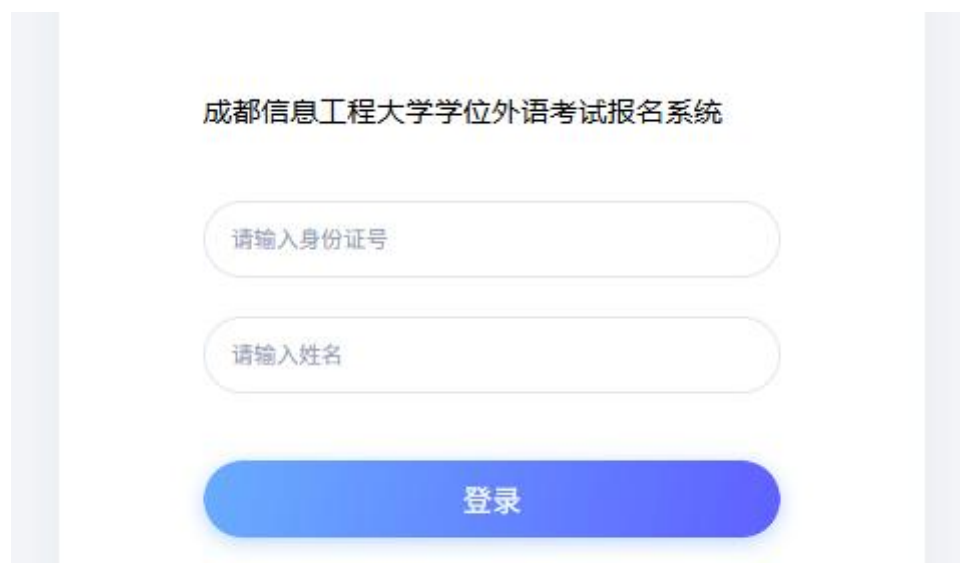 成都信息工程大学学位外语考试报名系统
请输入身份证号
请输入姓名
登录